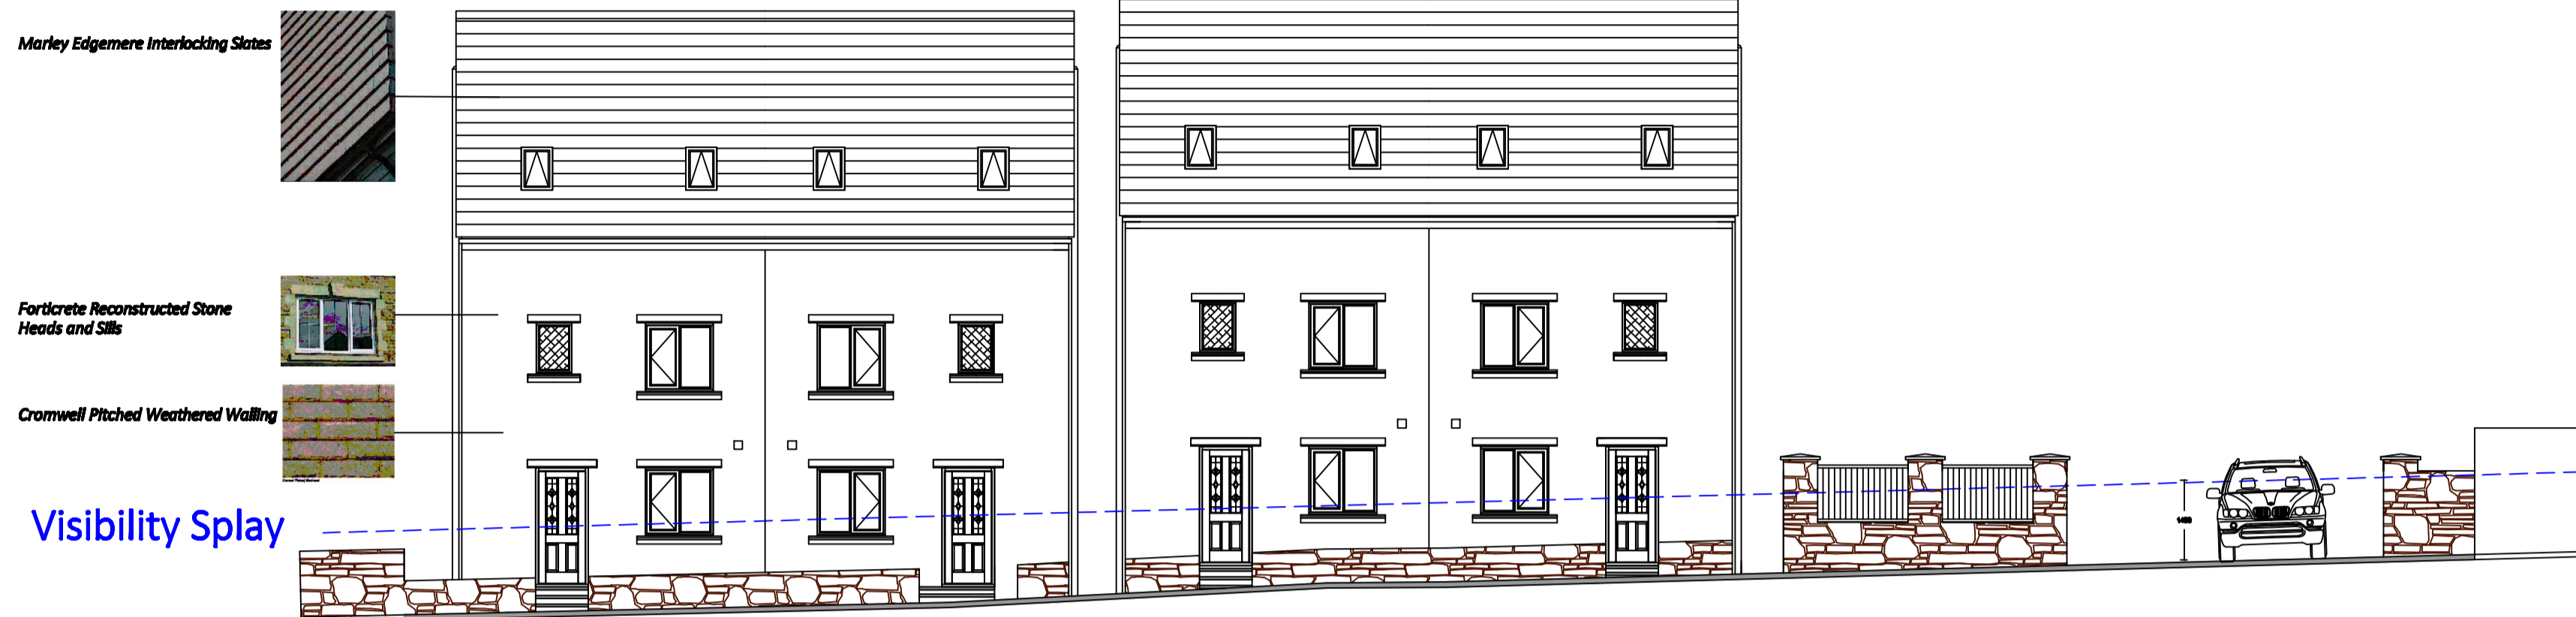 Marley Edgemere Interlocking Slates
Forticrete Reconstructed Stone
Heads and Sills
Cromwell Pitched Weathered Walling
Visibility Splay